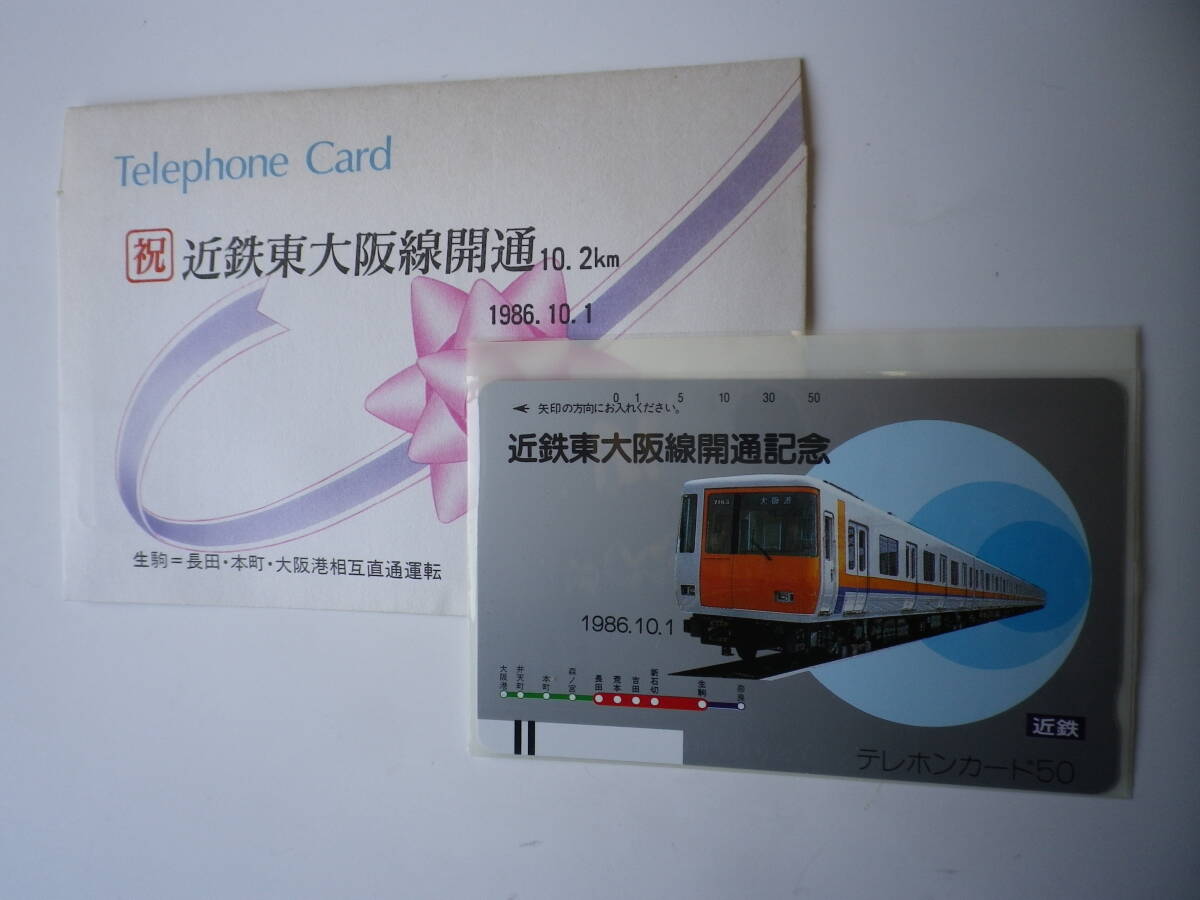 Telephone Card
祝 近鉄東大阪線開通10.2km
1986.10.1
生駒=長田・本町・大阪港相互直通運転
0 1 5 10 30 50
矢印の方向にお入れください。
近鉄東大阪線開通記念
大阪港
1986.10.1
大阪港 弁天町 本町 森ノ宮 長田 荒本 吉田 新石切 生駒 奈良
近鉄
テレホンカード50